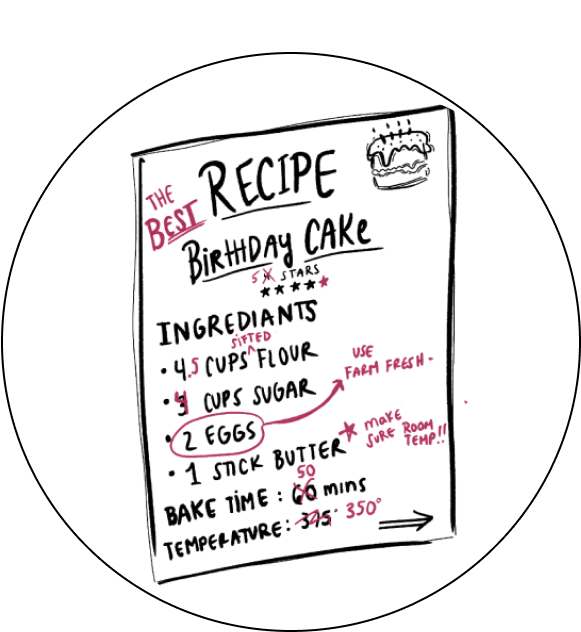 THE
BEST
RECIPE
BIRTHDAY CAKE
5 4 STARS
★★★★★
INGREDIANTS
SIFTED
• 4.5 CUPS ^ FLOUR
• 4 CUPS SUGAR
USE
FARM FRESH.
• 2 EGGS
• 1 STICK BUTTER
★ MAKE
SURE ROOM
TEMP!!
50
BAKE TIME: 60 MINS
TEMPERATURE: 375° 350°